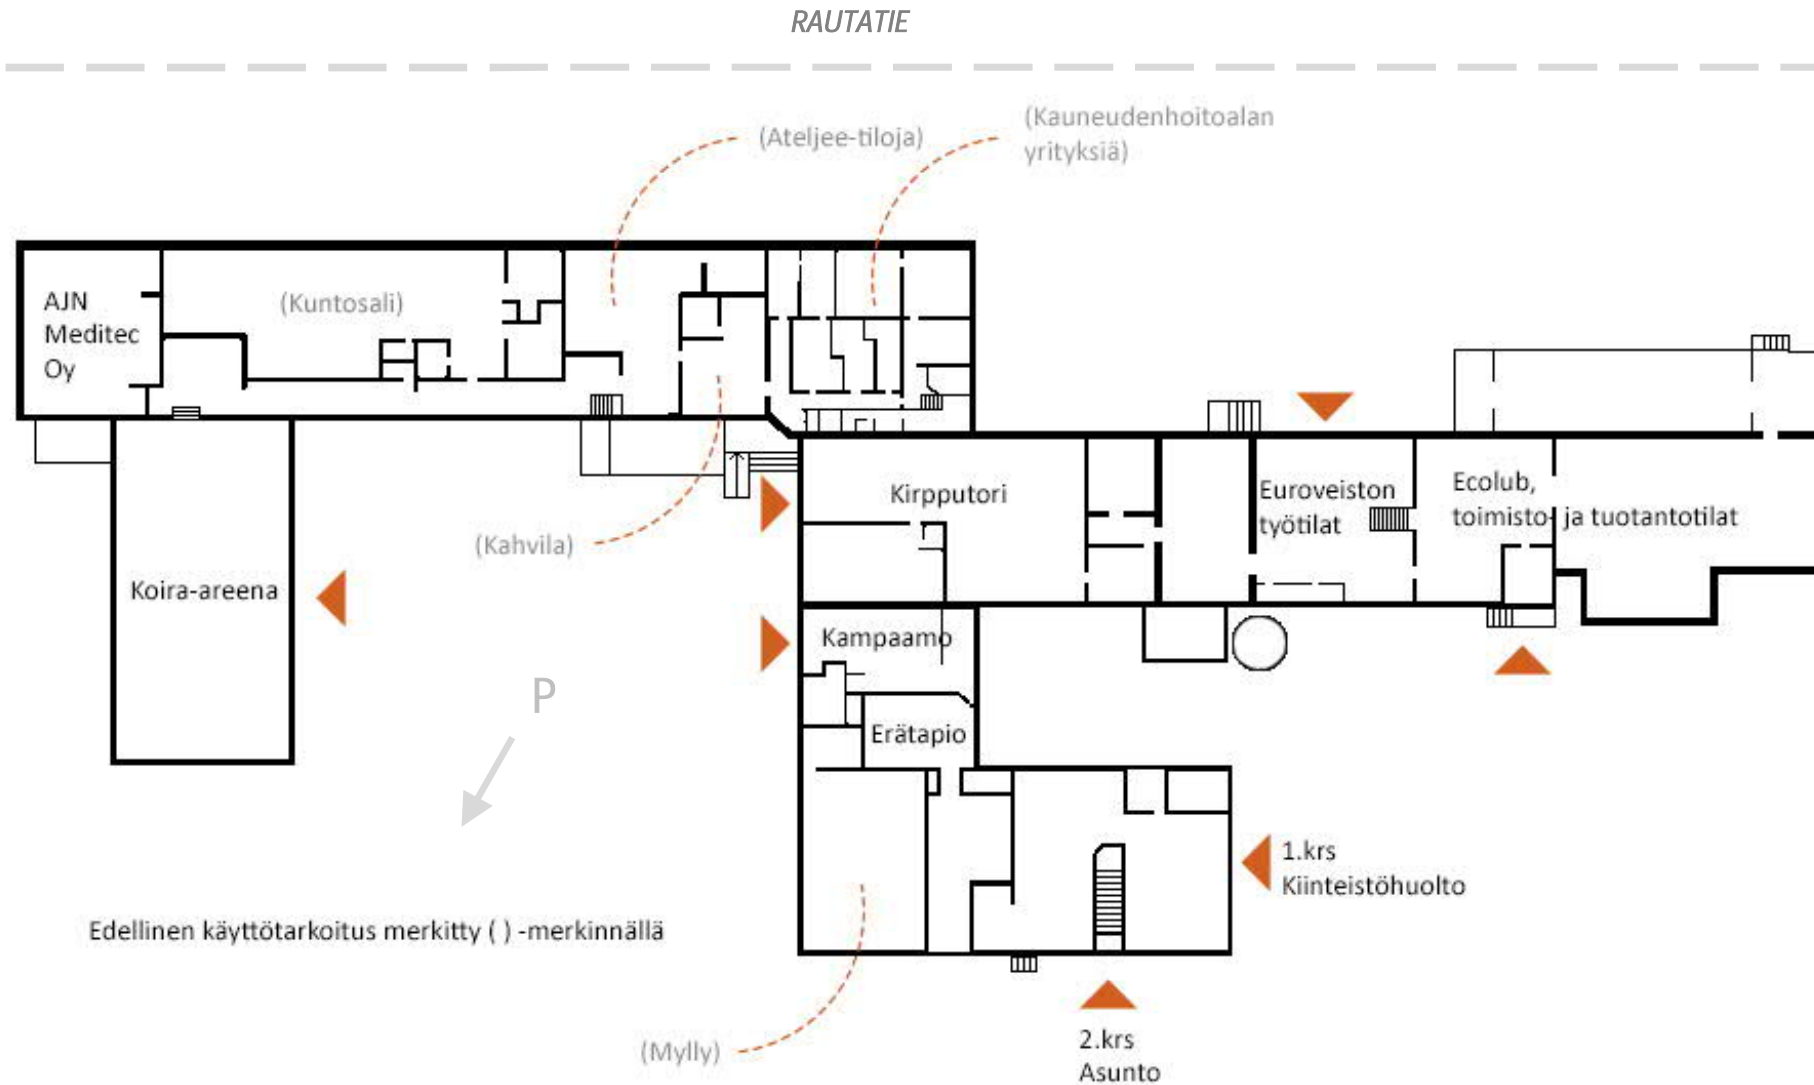 RAUTATIE
(Kauneudenhoitoalan
yrityksiä)
(Ateljee-tiloja)
AJN
Meditec
Oy
(Kuntosali)
Kirpputori
Euroveiston
työtilat
Ecolub,
toimisto- ja tuotantotilat
(Kahvila)
Koira-areena
Kampaamo
P
Erätapio
1.krs
Kiinteistöhuolto
Edellinen käyttötarkoitus merkitty ( ) -merkinnällä
(Mylly)
2.krs
Asunto